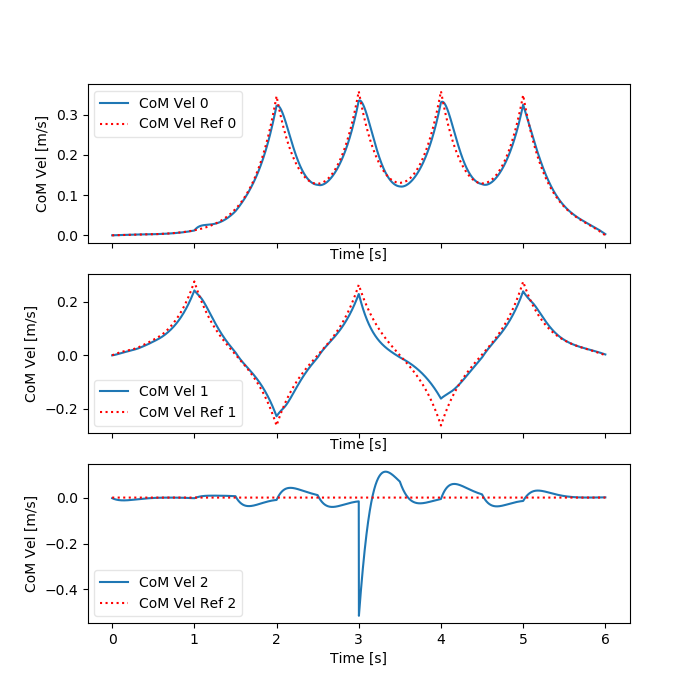 CoM Vel [m/s]
0.3
0.2
0.1
0.0
CoM Vel 0
CoM Vel Ref 0
Time [s]
CoM Vel [m/s]
0.2
0.0
−0.2
CoM Vel 1
CoM Vel Ref 1
Time [s]
CoM Vel [m/s]
0.0
−0.2
−0.4
CoM Vel 2
CoM Vel Ref 2
0 1 2 3 4 5 6
Time [s]